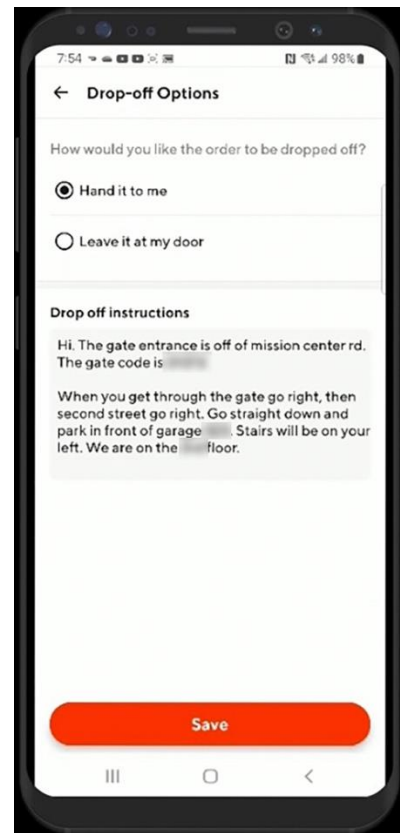 7:54
98%
Drop-off Options
How would you like the order to be dropped off?
Hand it to me
Leave it at my door
Drop off instructions
Hi. The gate entrance is off of mission center rd.
The gate code is
When you get through the gate go right, then
second street go right. Go straight down and
park in front of garage . Stairs will be on your
left. We are on the floor.
Save